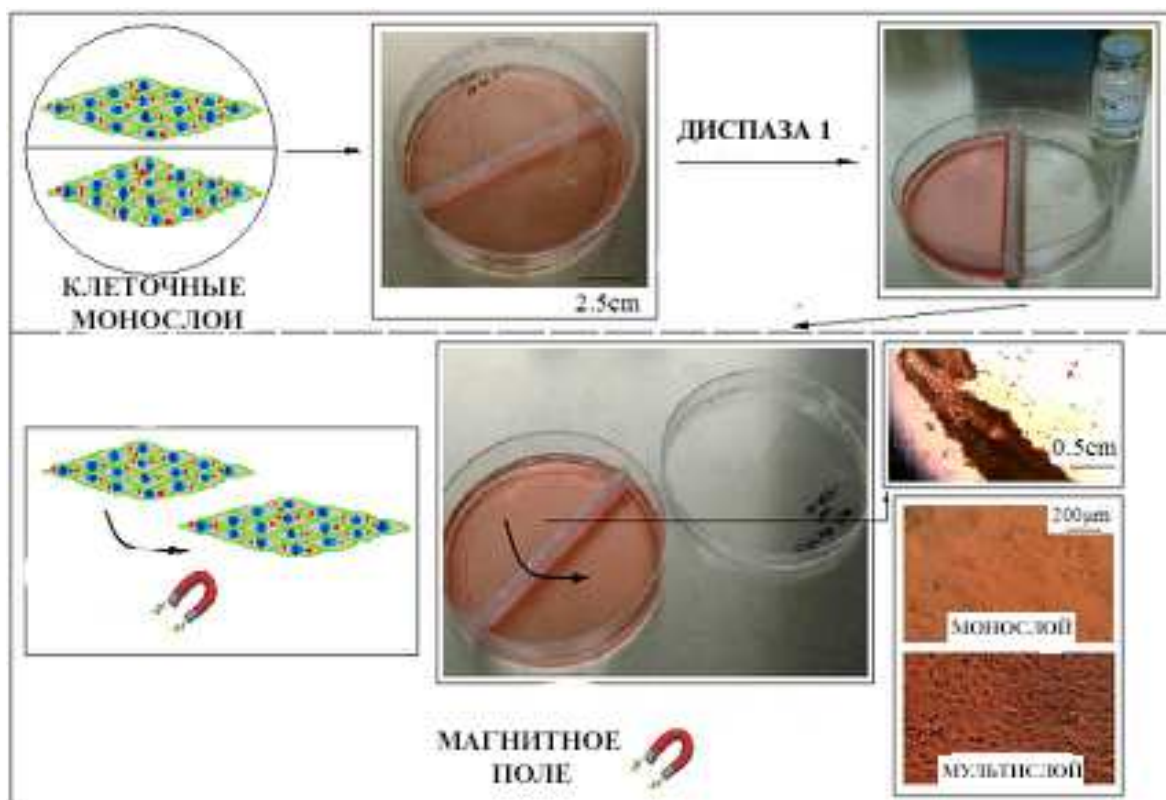 КЛЕТОЧНЫЕ
МОНОСЛОИ
2.5cm
ДИСПАЗА 1
0.5cm
200µm
МОНОСЛОЙ
МУЛЬТИСЛОЙ
МАГНИТНОЕ
ПОЛЕ